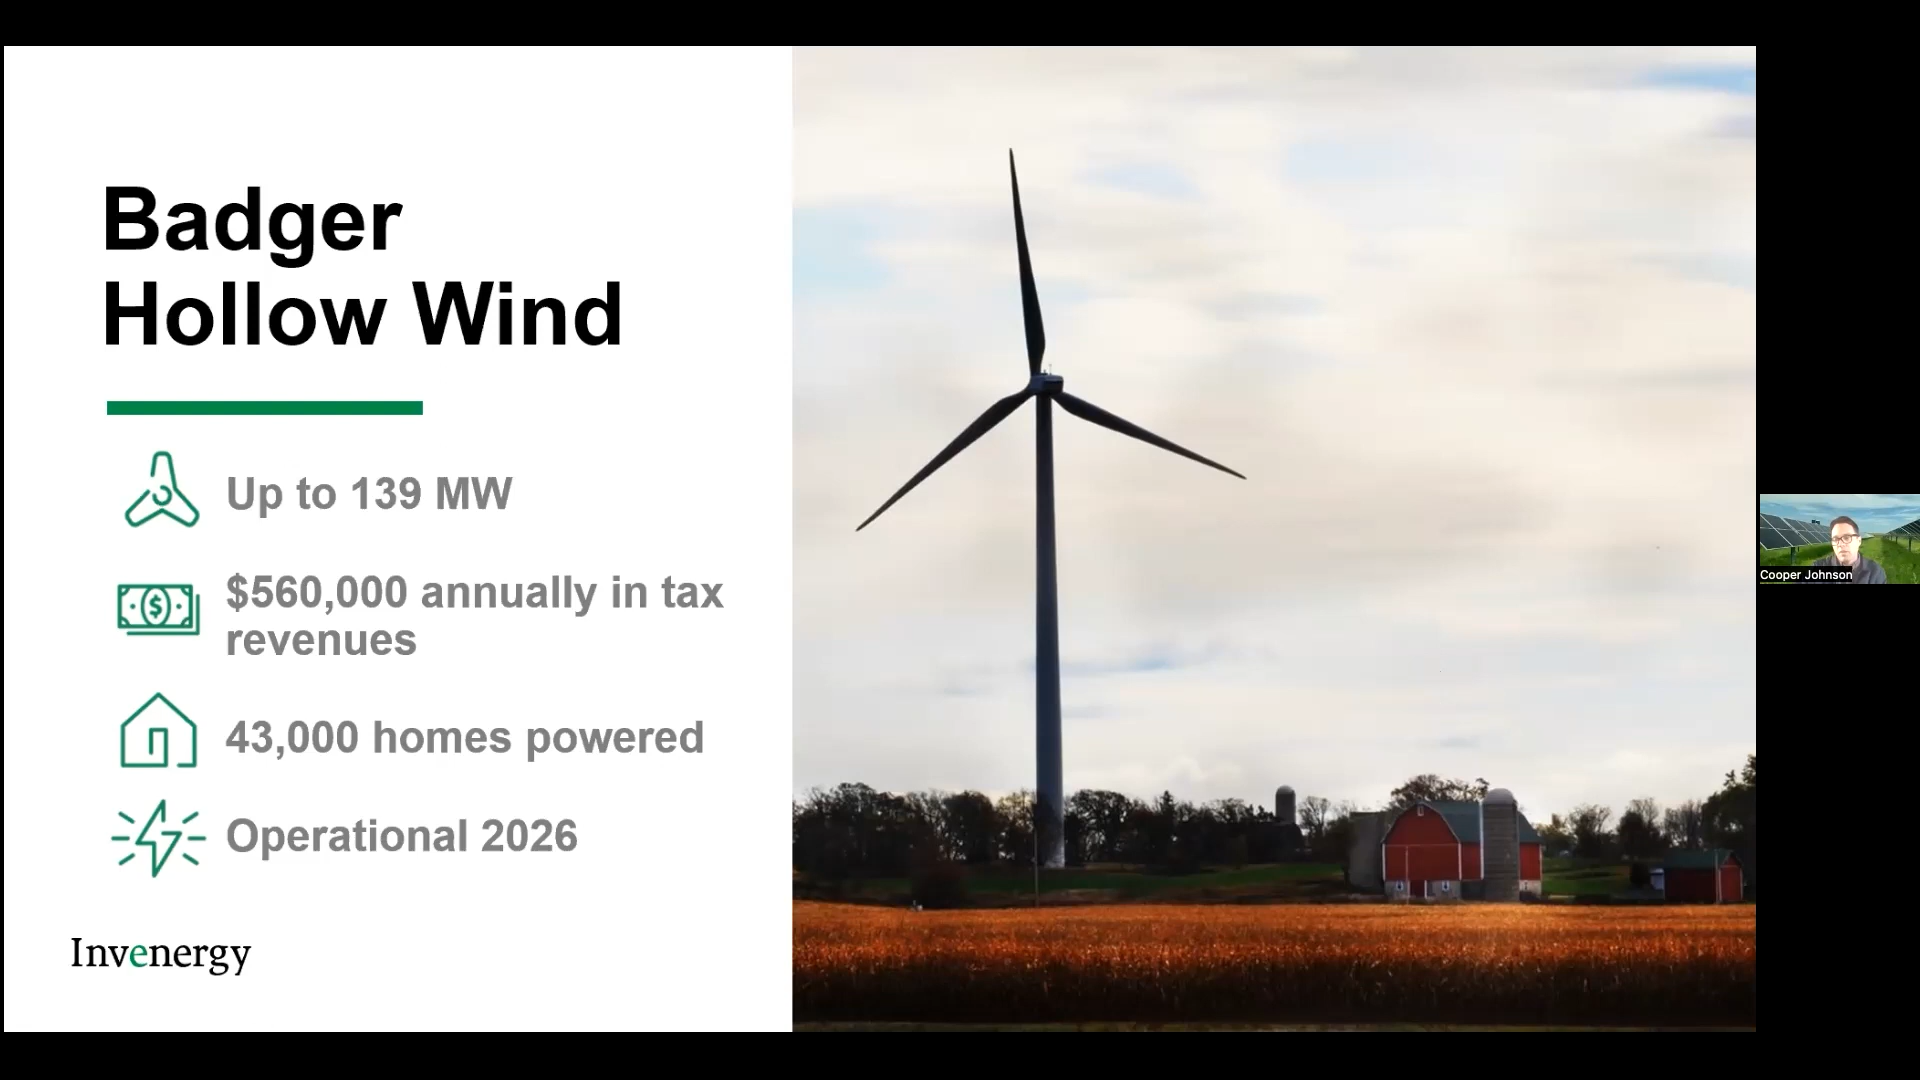 Badger
Hollow Wind
Up to 139 MW
$560,000 annually in tax
revenues
43,000 homes powered
Operational 2026
Invenergy
Cooper Johnson